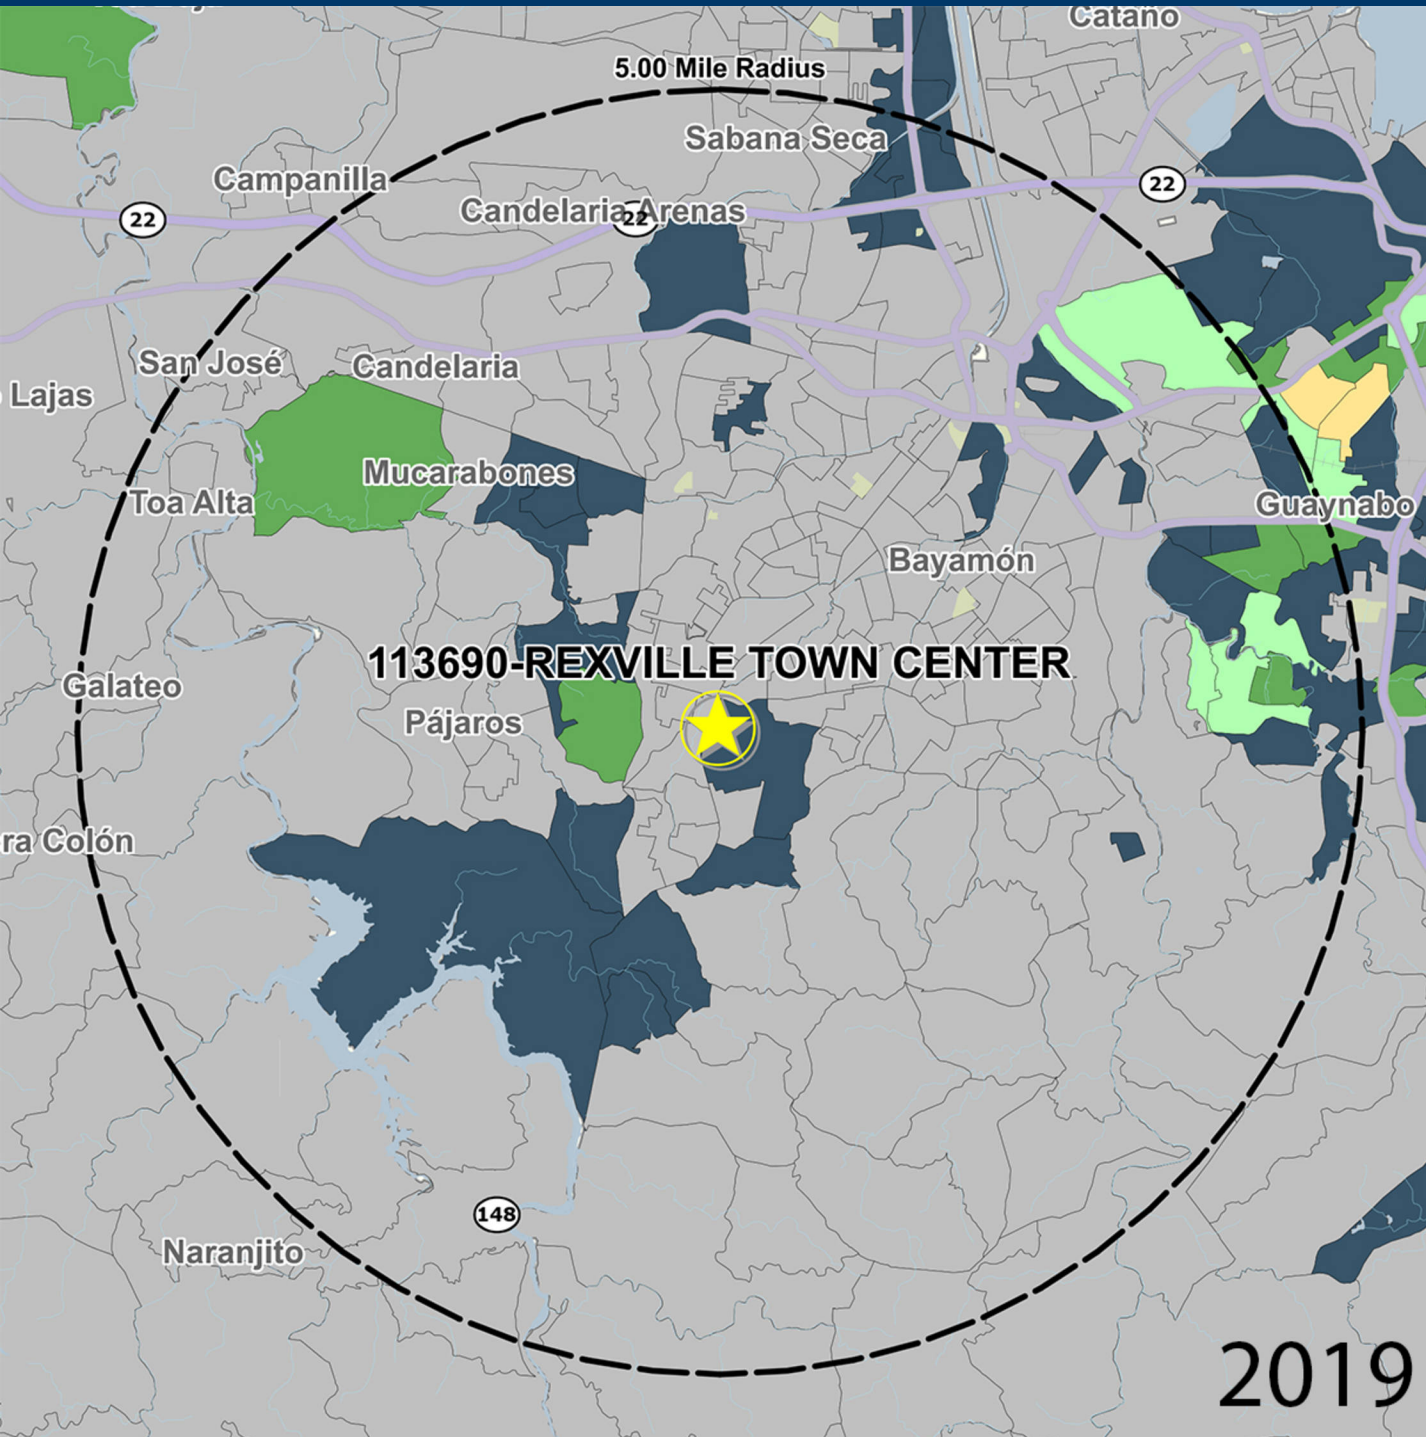 Cataño
5.00 Mile Radius
Sabana Seca
Campanilla
22
Candelaria Arenas
22
22
San José
Candelaria
Lajas
Mucarabones
Toa Alta
Guaynabo
Bayamón
113690-REXVILLE TOWN CENTER
Galateo
Pájaros
ra Colón
148
Naranjito
2019